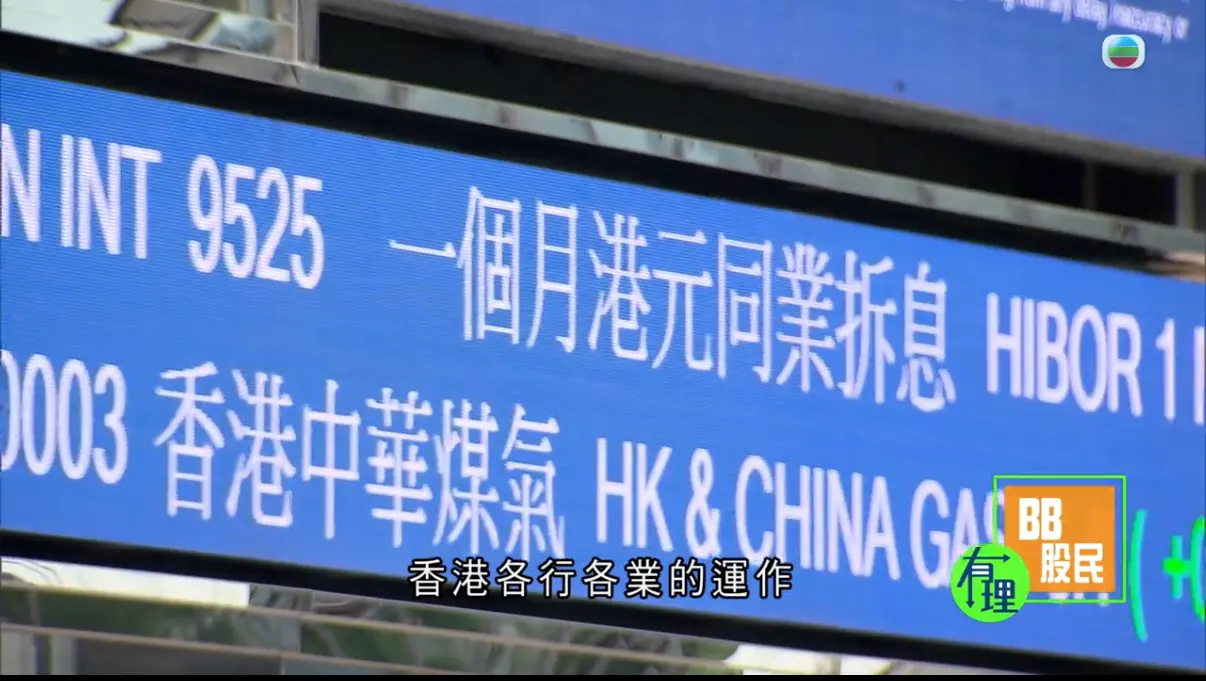 N INT 9525 一個月港元同業拆息 HIBOR 1
0003 香港中華煤氣 HK & CHINA GAS
香港各行各業的運作
BB
股民
有理